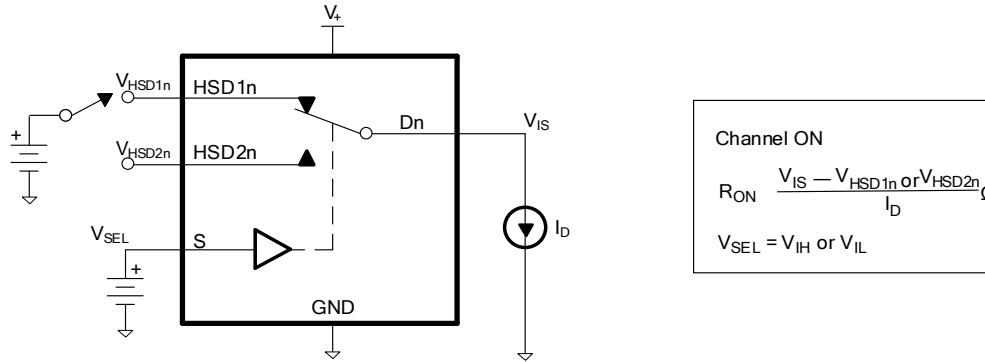 V+
VHSD1n
HSD1n
VHSD2n
HSD2n
Dn
VIS
VSEL
S
ID
GND
+
+
Channel ON
RON VIS — VHSD1n or VHSD2n Ω
ID
VSEL = VIH or VIL